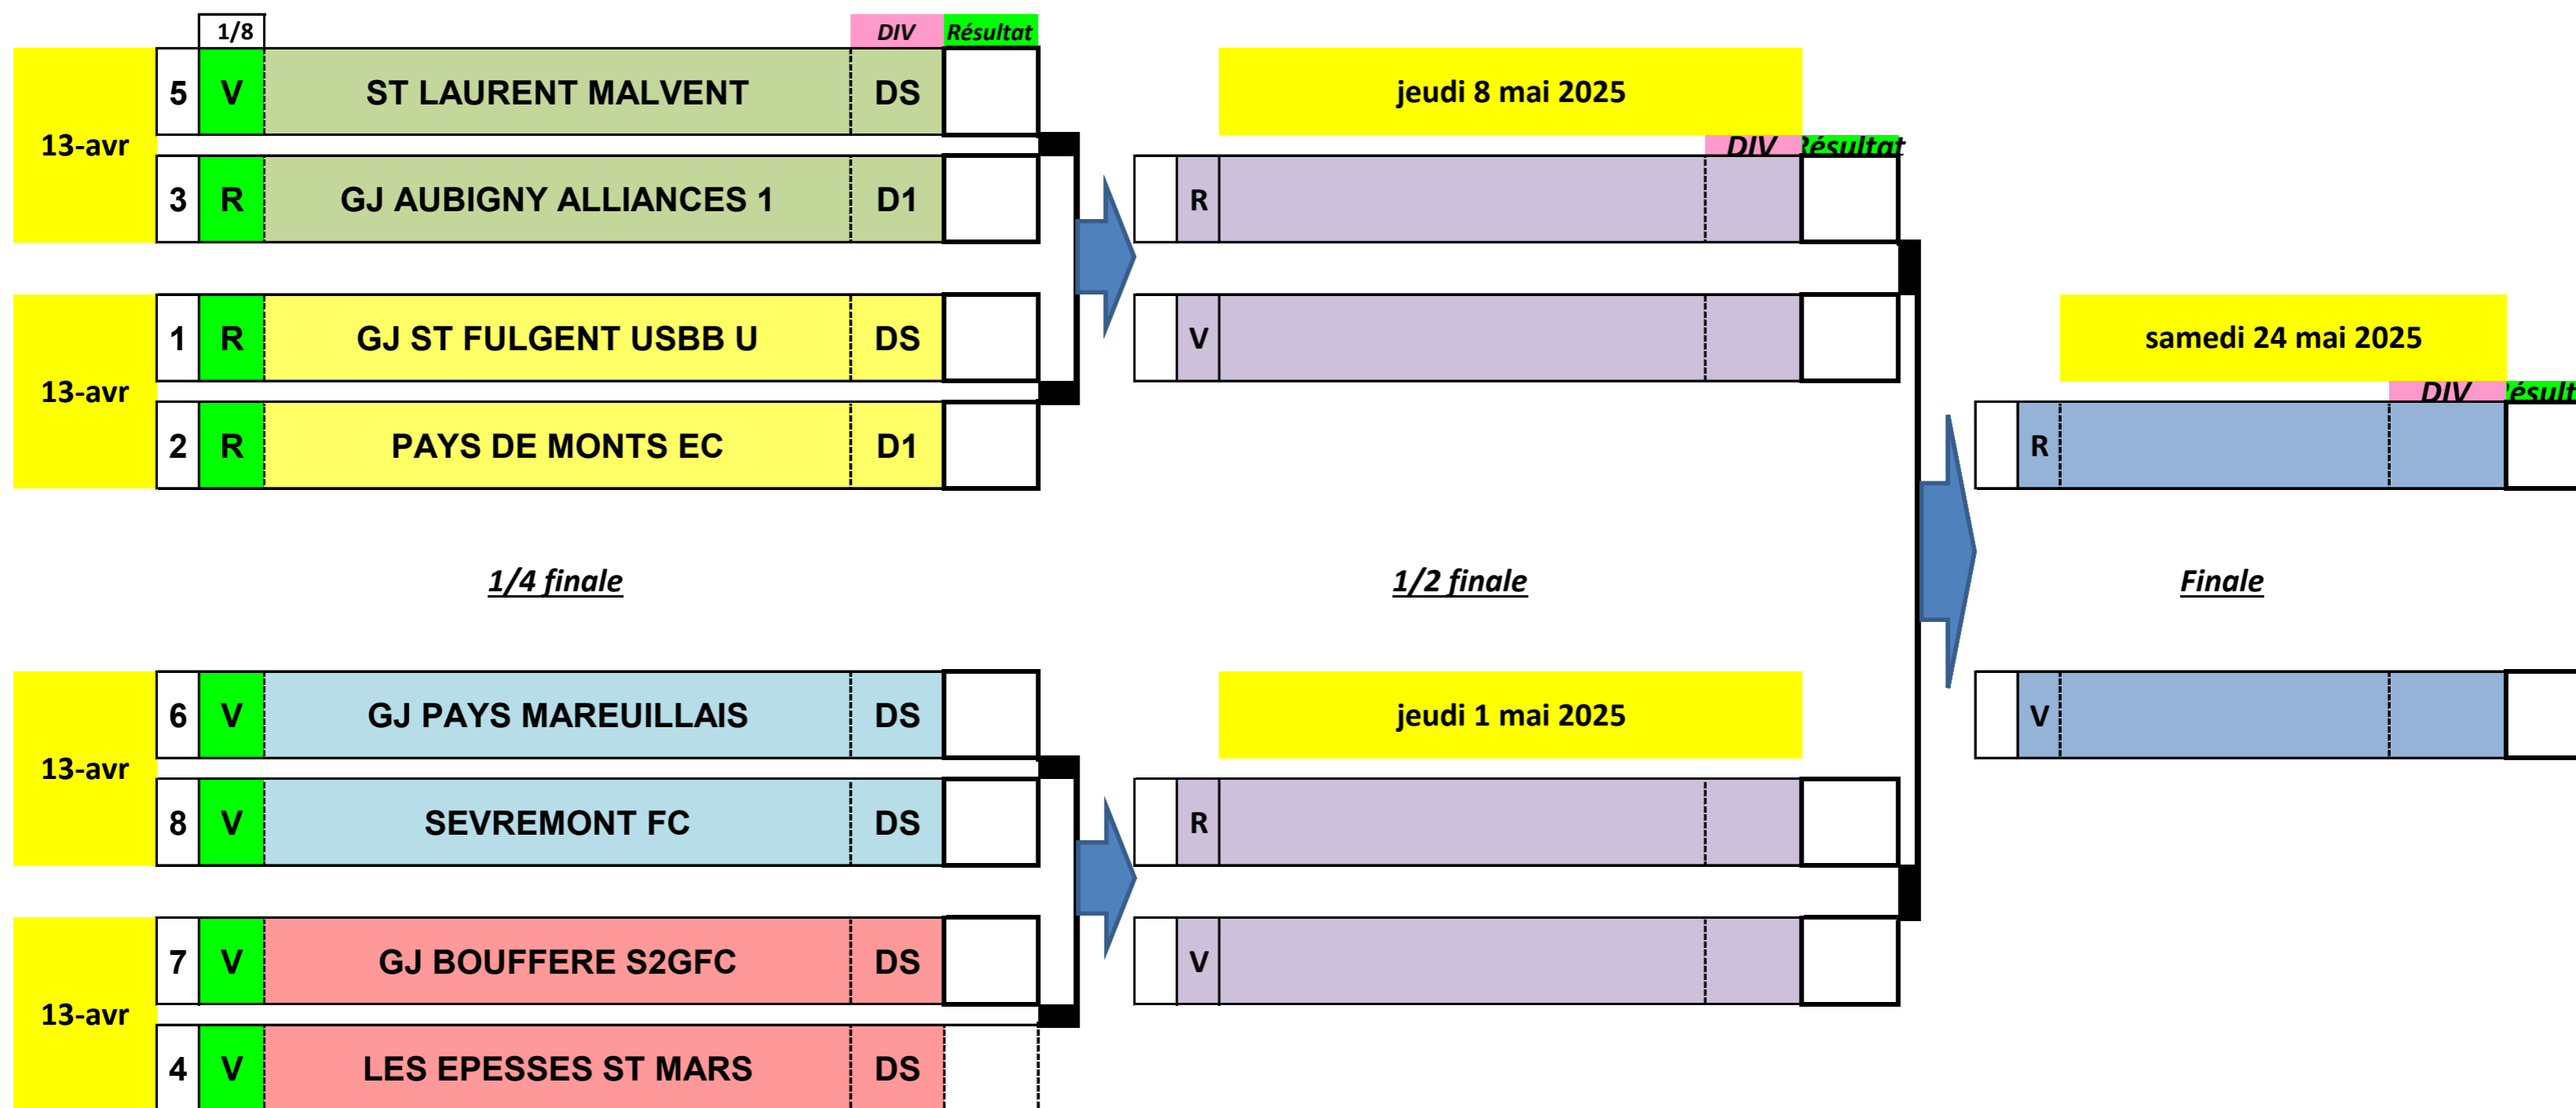 1/8 DIV Résultat
5 V ST LAURENT MALVENT DS
13-avr
3 R GJ AUBIGNY ALLIANCES 1 D1
1 R GJ ST FULGENT USBB U DS
13-avr
2 R PAYS DE MONTS EC D1
jeudi 8 mai 2025
DIV Résultat
R
V
samedi 24 mai 2025
DIV Résult
R
1/4 finale 1/2 finale Finale
6 V GJ PAYS MAREUILLAIS DS
13-avr
8 V SEVREMONT FC DS
7 V GJ BOUFFERE S2GFC DS
13-avr
4 V LES EPESSES ST MARS DS
jeudi 1 mai 2025
R
V
V